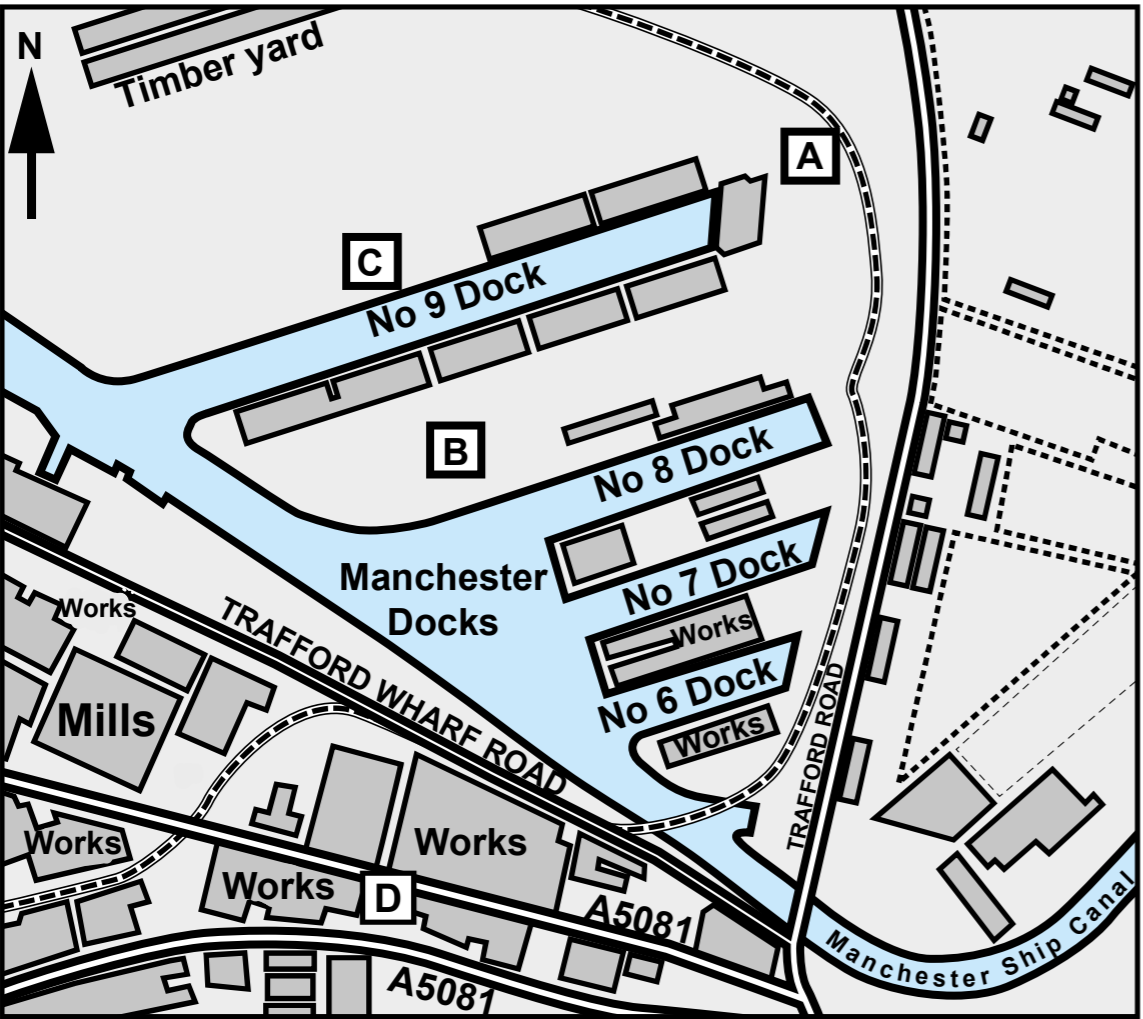 N
Timber yard
A
C
No 9 Dock
B
No 8 Dock
Manchester
Docks
No 7 Dock
Works
TRAFFORD WHARF ROAD
Works
No 6 Dock
Works
Mills
TRAFFORD ROAD
Works
Works
Works
D
A5081
Manchester Ship Canal
A5081